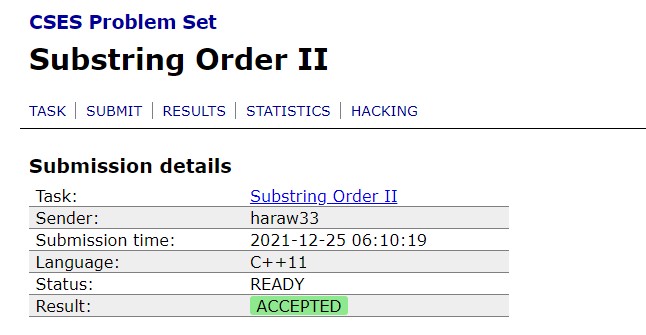 CSES Problem Set
Substring Order II
TASK SUBMIT RESULTS STATISTICS HACKING
Submission details
Task: Substring Order II
Sender: haraw33
Submission time: 2021-12-25 06:10:19
Language: C++11
Status: READY
Result: ACCEPTED